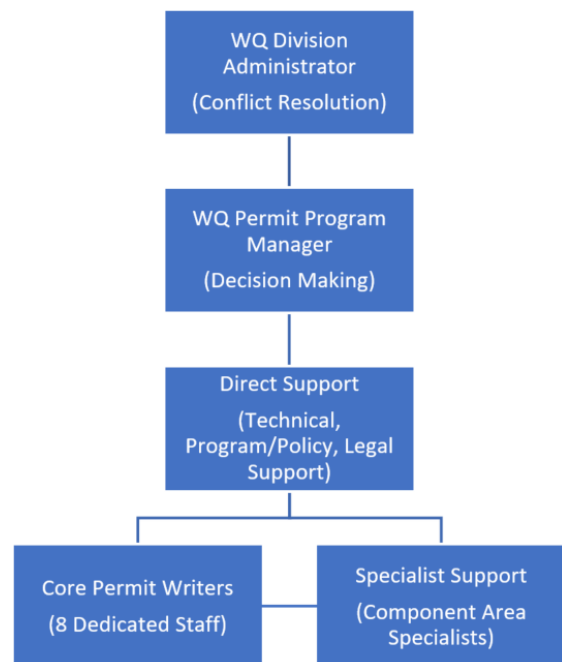 WQ Division
Administrator
(Conflict Resolution)
WQ Permit Program
Manager
(Decision Making)
Direct Support
(Technical,
Program/Policy, Legal
Support)
Core Permit Writers
(8 Dedicated Staff)
Specialist Support
(Component Area
Specialists)